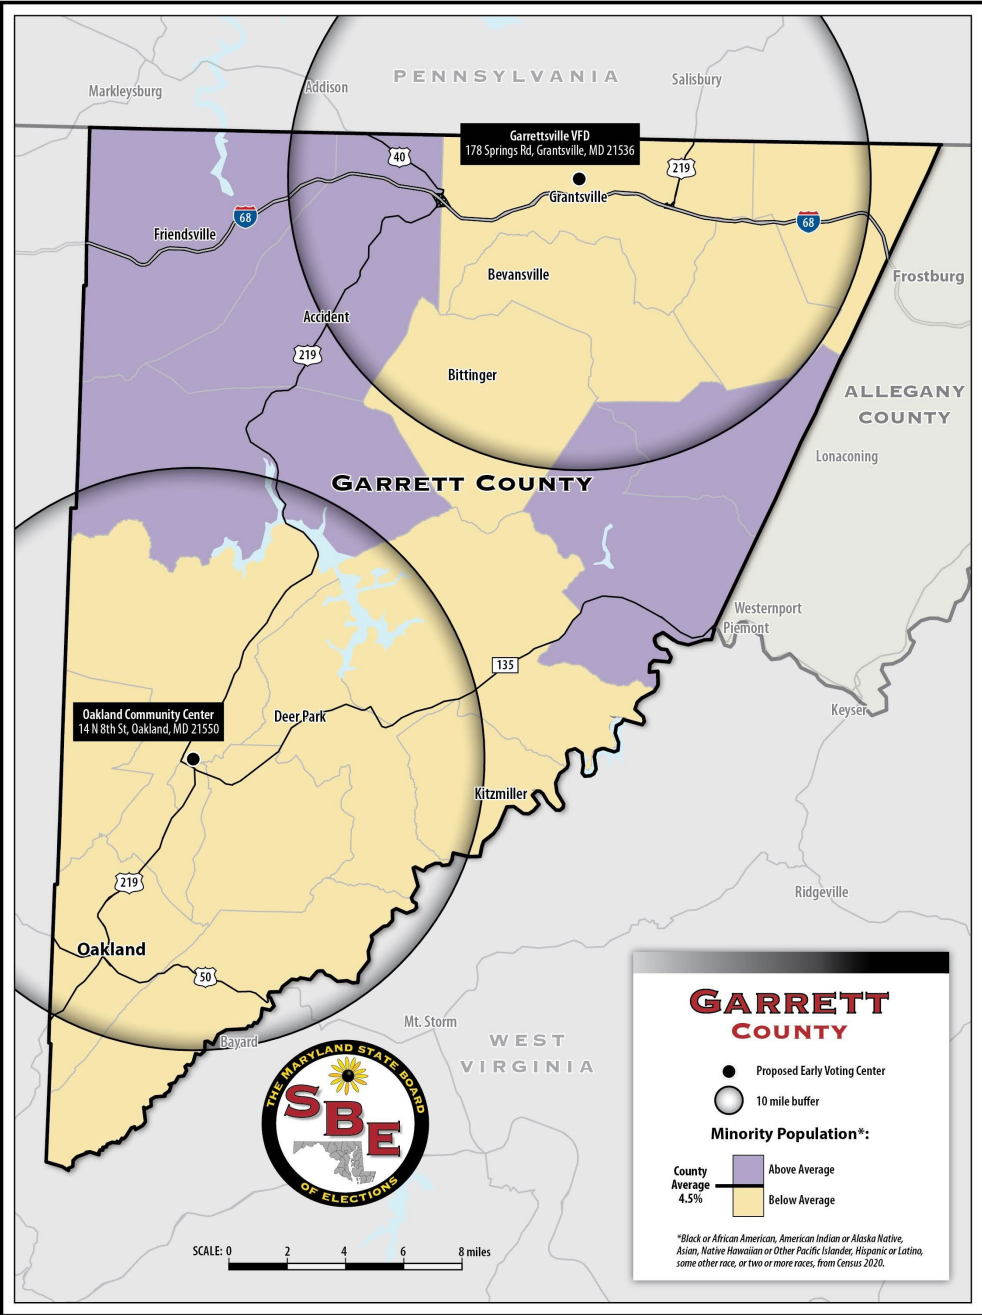 PENNSYLVANIA
Markleysburg
Addison
Salisbury
Garrettsville VFD
178 Springs Rd, Grantsville, MD 21536
40
219
Grantsville
68
68
Friendsville
Bevansville
Frostburg
Accident
219
Bittinger
ALLEGANY
COUNTY
Lonaconing
GARRETT COUNTY
Westernport
Piemont
135
Keyser
Oakland Community Center
14 N 8th St, Oakland, MD 21550
Deer Park
Kitzmiller
219
Ridgeville
Oakland
50
Mt. Storm
Bayard
WEST
VIRGINIA
THE MARYLAND STATE BOARD
SBE
OF ELECTIONS
GARRETT
COUNTY
Proposed Early Voting Center
10 mile buffer
Minority Population*:
County
Average
4.5%
Above Average
Below Average
*Black or African American, American Indian or Alaska Native,
Asian, Native Hawaiian or Other Pacific Islander, Hispanic or Latino,
some other race, or two or more races, from Census 2020.
SCALE: 0 2 4 6 8 miles